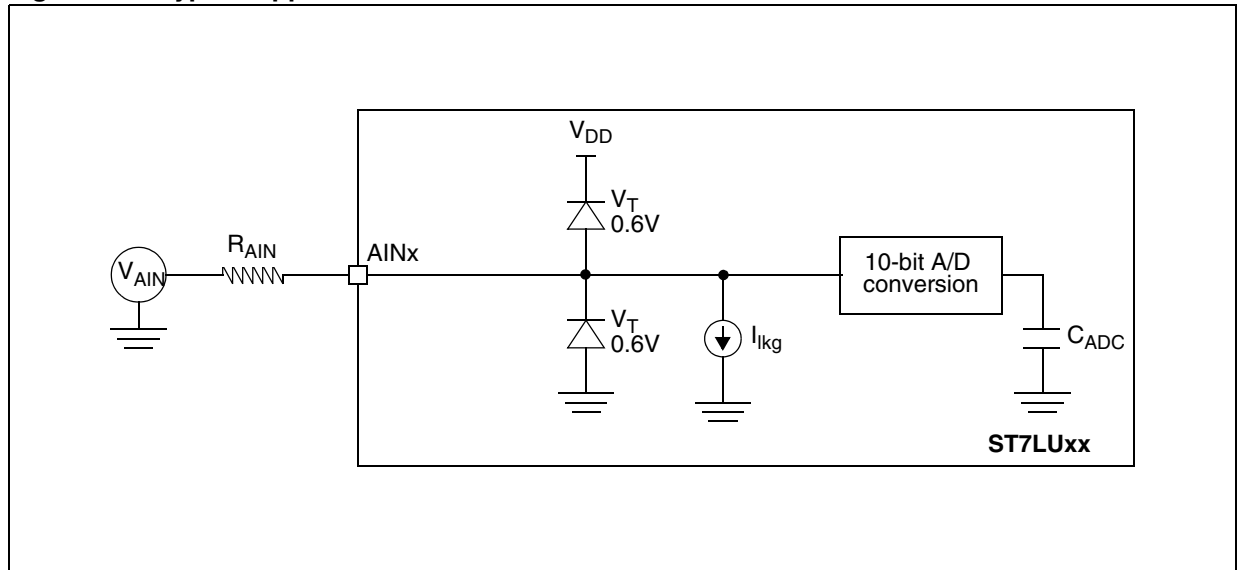 V_DD
V_T
0.6V
R_AIN
AINx
V_AIN
10-bit A/D
conversion
V_T
0.6V
I_lkg
C_ADC
ST7LUxx